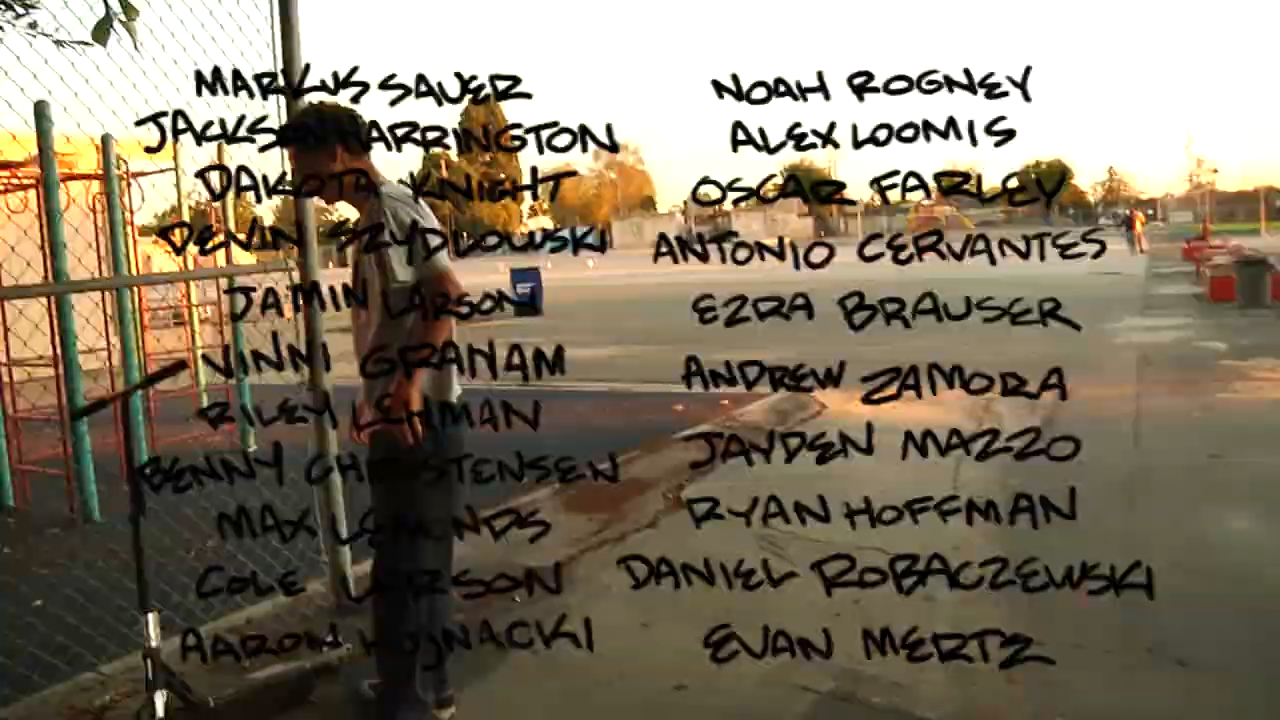 MARKUS SAUER
JACKSON HARRINGTON
DAKOTA KNIGHT
DEVIN SZYDLOWSKI
JAMIN LARSON
VINNI GRAHAM
RILEY LEHMAN
BENNY CHRISTENSEN
MAX
COLE LARSON
AARON WOJNACKI
NOAH ROGNEY
ALEX LOOMIS
OSCAR FARLEY
ANTONIO CERVANTES
EZRA BRAUSER
ANDREW ZAMORA
JAYDEN MAZZO
RYAN HOFFMAN
DANIEL ROBACZEWSKI
EVAN MERTZ